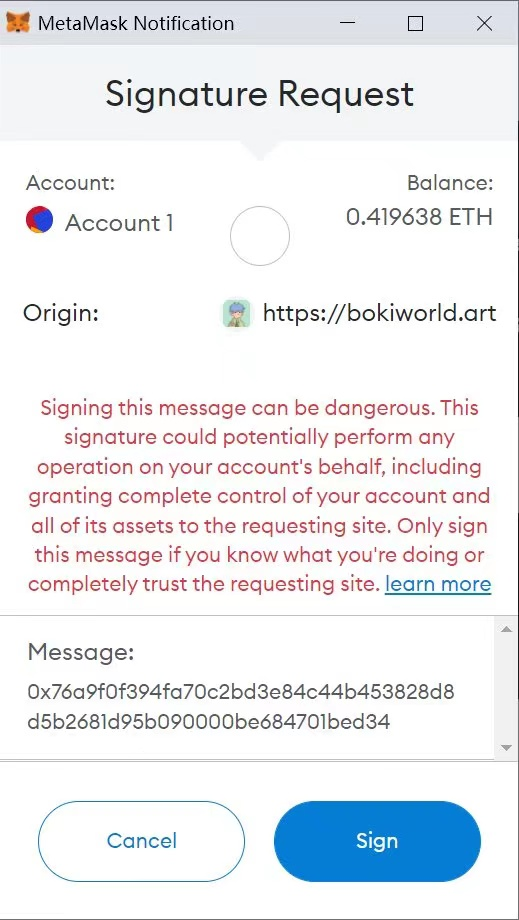 MetaMask Notification
Signature Request
Account:
Balance:
Account 1
0.419638 ETH
Origin:
https://bokiworld.art
Signing this message can be dangerous. This
signature could potentially perform any
operation on your account's behalf, including
granting complete control of your account and
all of its assets to the requesting site. Only sign
this message if you know what you're doing or
completely trust the requesting site. learn more
Message:
0x76a9f0f394fa70c2bd3e84c44b453828d8
d5b2681d95b090000be684701bed34
Cancel
Sign